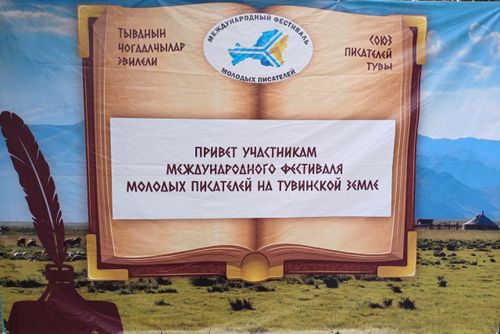 ТЫВАНЫҢ
ЧОГААЛЧЫЛАР
ЭВИЛЕЛИ
МЕЖДУНАРОДНЫЙ ФЕСТИВАЛЬ
МОЛОДЫХ ПИСАТЕЛЕЙ
СОЮЗ
ПИСАТЕЛЕЙ
ТУВЫ
ПРИВЕТ УЧАСТНИКАМ
МЕЖДУНАРОДНОГО ФЕСТИВАЛЯ
МОЛОДЫХ ПИСАТЕЛЕЙ НА ТУВИНСКОЙ ЗЕМЛЕ